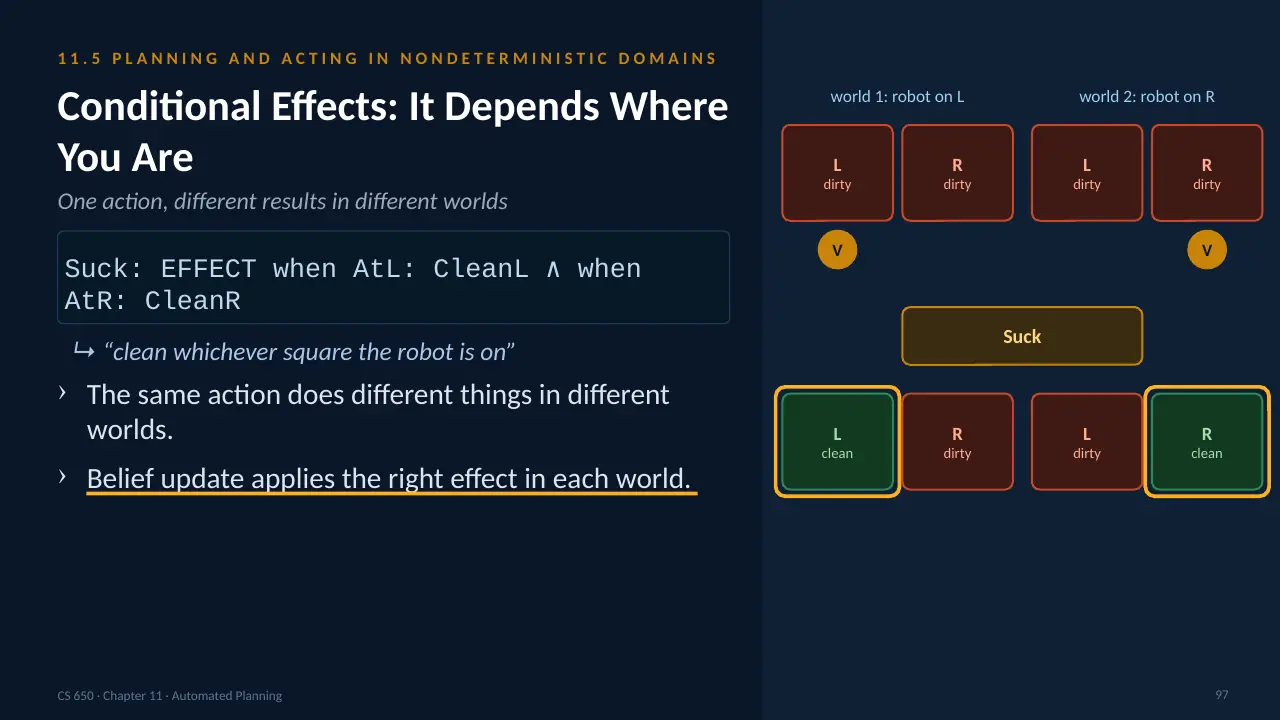 11.5 PLANNING AND ACTING IN NONDETERMINISTIC DOMAINS
Conditional Effects: It Depends Where
You Are
One action, different results in different worlds
Suck: EFFECT when AtL: CleanL ∧ when
AtR: CleanR
↪ “clean whichever square the robot is on”
› The same action does different things in different
worlds.
› Belief update applies the right effect in each world.
world 1: robot on L
world 2: robot on R
L
dirty
R
dirty
L
dirty
R
dirty
V
V
Suck
L
clean
R
dirty
L
dirty
R
clean
CS 650 · Chapter 11 · Automated Planning
97